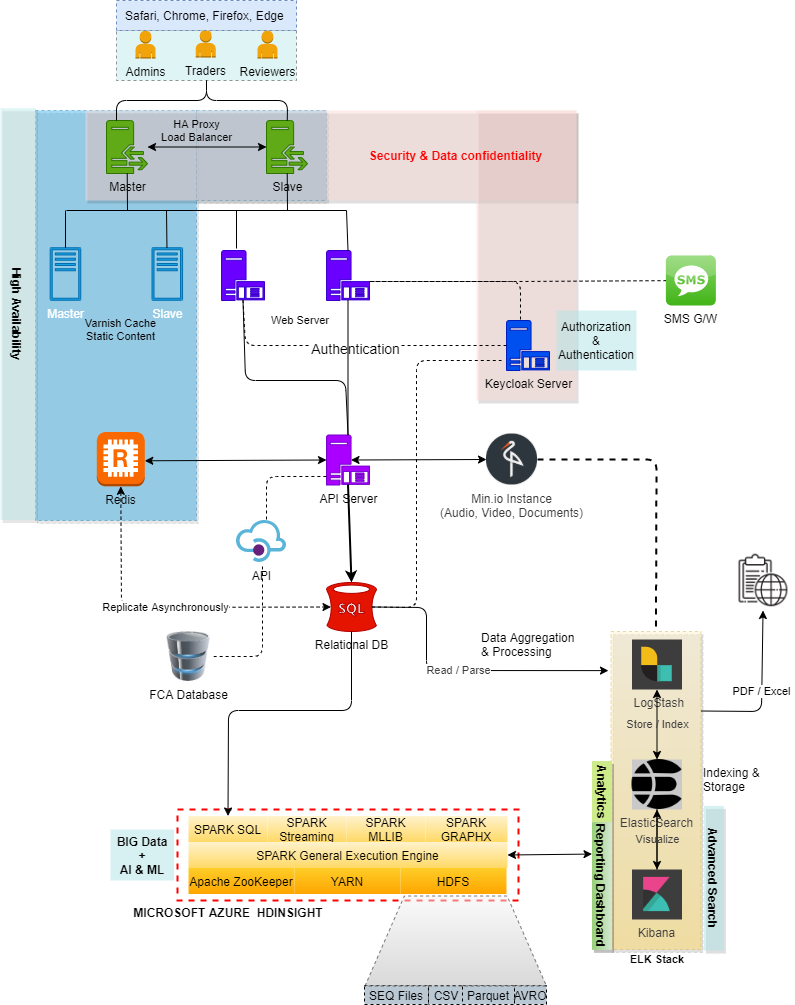 Safari, Chrome, Firefox, Edge
Admins
Traders
Reviewers
HA Proxy
Load Balancer
Master
Slave
Security & Data confidentiality
High Availability
Master
Slave
Varnish Cache
Static Content
Web Server
SMS
SMS G/W
Authorization
&
Authentication
Authentication
Keycloak Server
R
Redis
API Server
Min.io Instance
(Audio, Video, Documents)
API
Replicate Asynchronously
SQL
Relational DB
FCA Database
Data Aggregation
& Processing
Read / Parse
LogStash
Store / Index
PDF / Excel
Indexing &
Storage
ElasticSearch
Visualize
Kibana
ELK Stack
Analytics Reporting Dashboard
Advanced Search
BIG Data
+
AI & ML
SPARK SQL
SPARK
Streaming
SPARK
MLLIB
SPARK
GRAPHX
SPARK General Execution Engine
Apache ZooKeeper
YARN
HDFS
MICROSOFT AZURE HDINSIGHT
SEQ Files
CSV
Parquet
AVRO